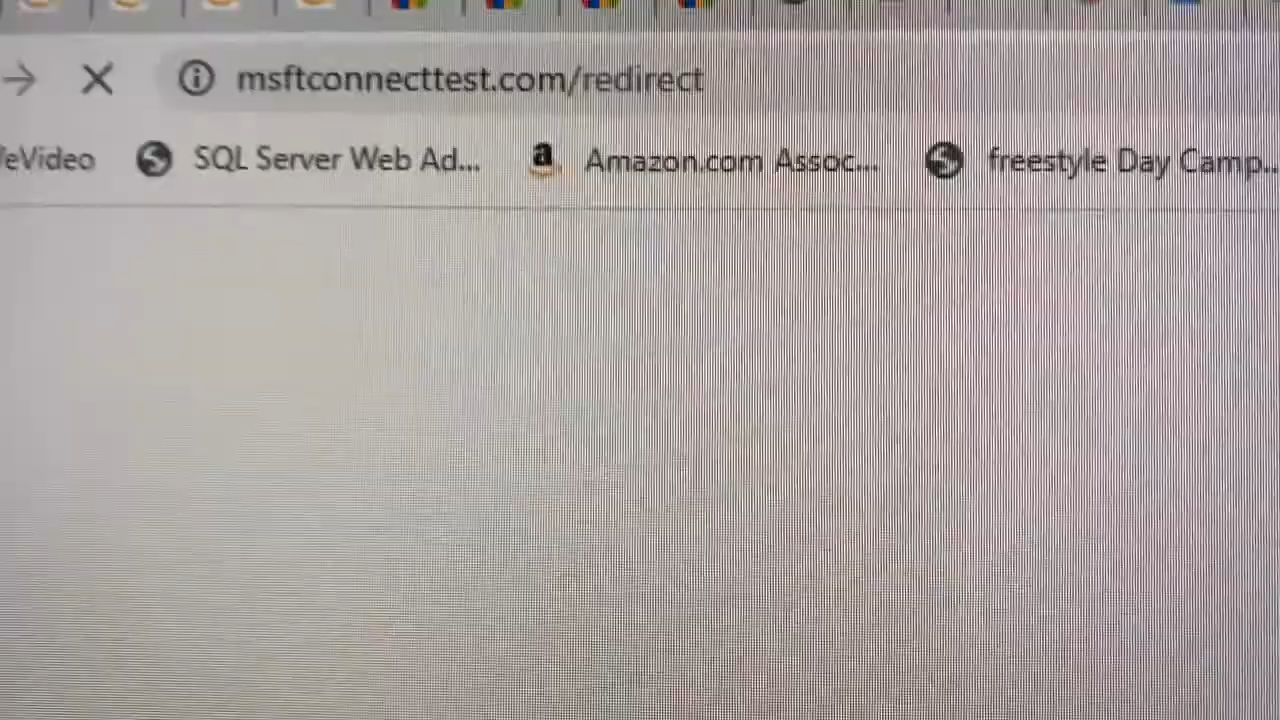 msftconnecttest.com/redirect
eVideo SQL Server Web Ad... Amazon.com Assoc... freestyle Day Camp...